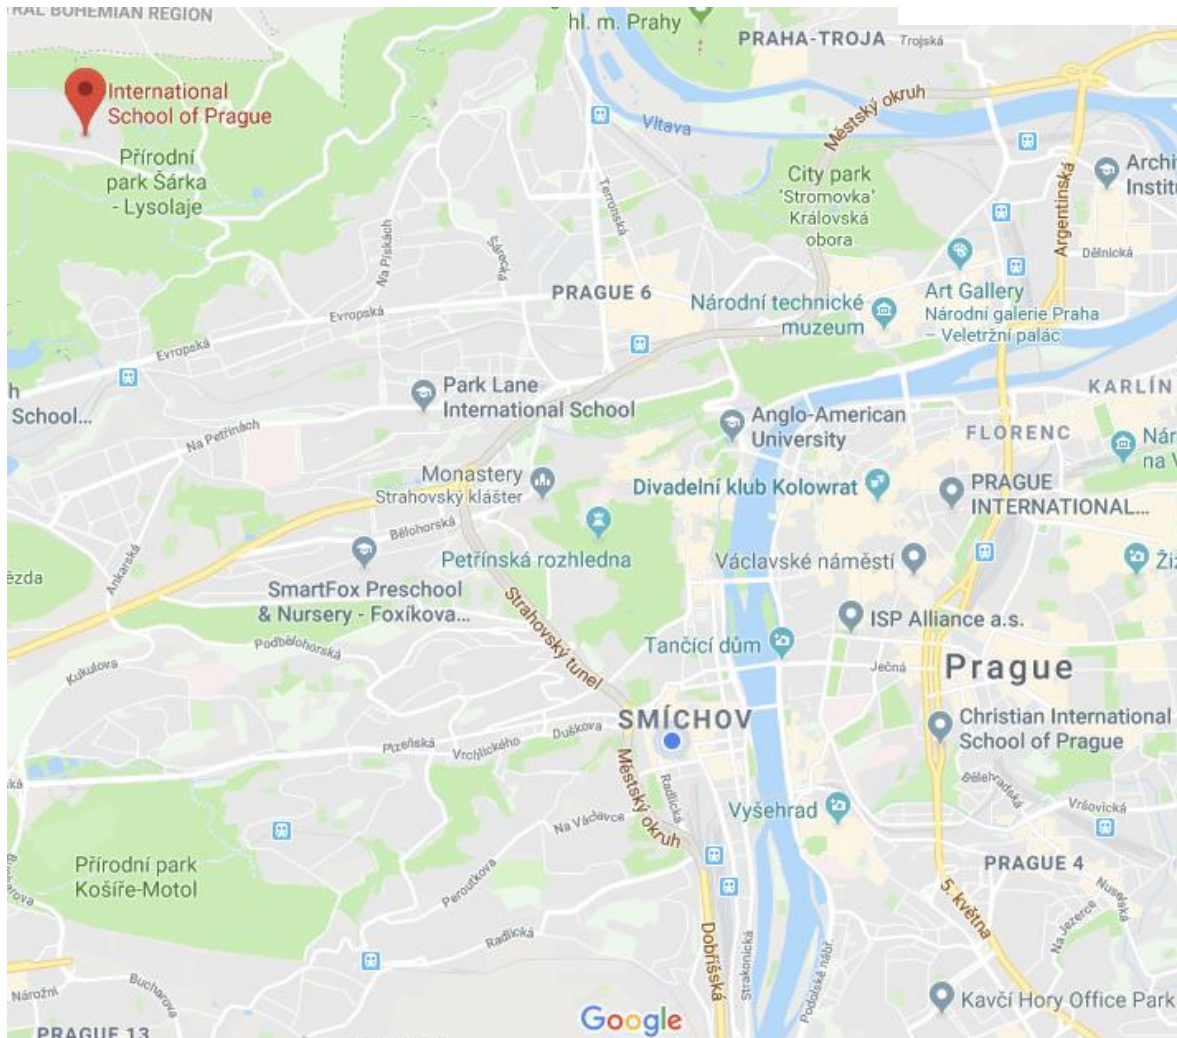 RAL BOHEMIAN REGION
hl. m. Prahy
PRAHA-TROJA
Trojská
International
School of Prague
Městský okruh
Vltava
Přírodní
park Šárka
- Lysolaje
City park
"Stromovka"
Královská
obora
Archi
Institu
Terronská
Argentinská
Dělnická
Na Pískách
Šárecká
PRAGUE 6
Art Gallery
Národní galerie Praha
– Veletržní palác
Národní technické
muzeum
Evropská
Evropská
h
School...
Park Lane
International School
KARLÍN
Anglo-American
University
FLORENC
Nár
na V
Na Petřinách
Monastery
Strahovský klášter
Divadelní klub Kolowrat
PRAGUE
INTERNATIONAL...
Bělohorská
Petřínská rozhledna
Václavské náměstí
Ži
Ankarská
ězda
SmartFox Preschool
& Nursery - Foxíkova...
Strahovský tunel
ISP Alliance a.s.
Podbělohorská
Tančící dům
Ječná
Prague
Kukulova
SMÍCHOV
Christian International
School of Prague
Plzeňská
Vrchlického
Duškova
Městský okruh
Radlická
Bělehradská
Vršovická
Vyšehrad
Na Václavce
Přírodní park
Košíře-Motol
PRAGUE 4
Peroutkova
Bucharova
5. května
Nuselská
Na Jezerce
Radlická
Dobříšská
Strakonická
Podolské nábř.
Nárožní
Bucharova
Kavčí Hory Office Park
Google
PRAGUE 13